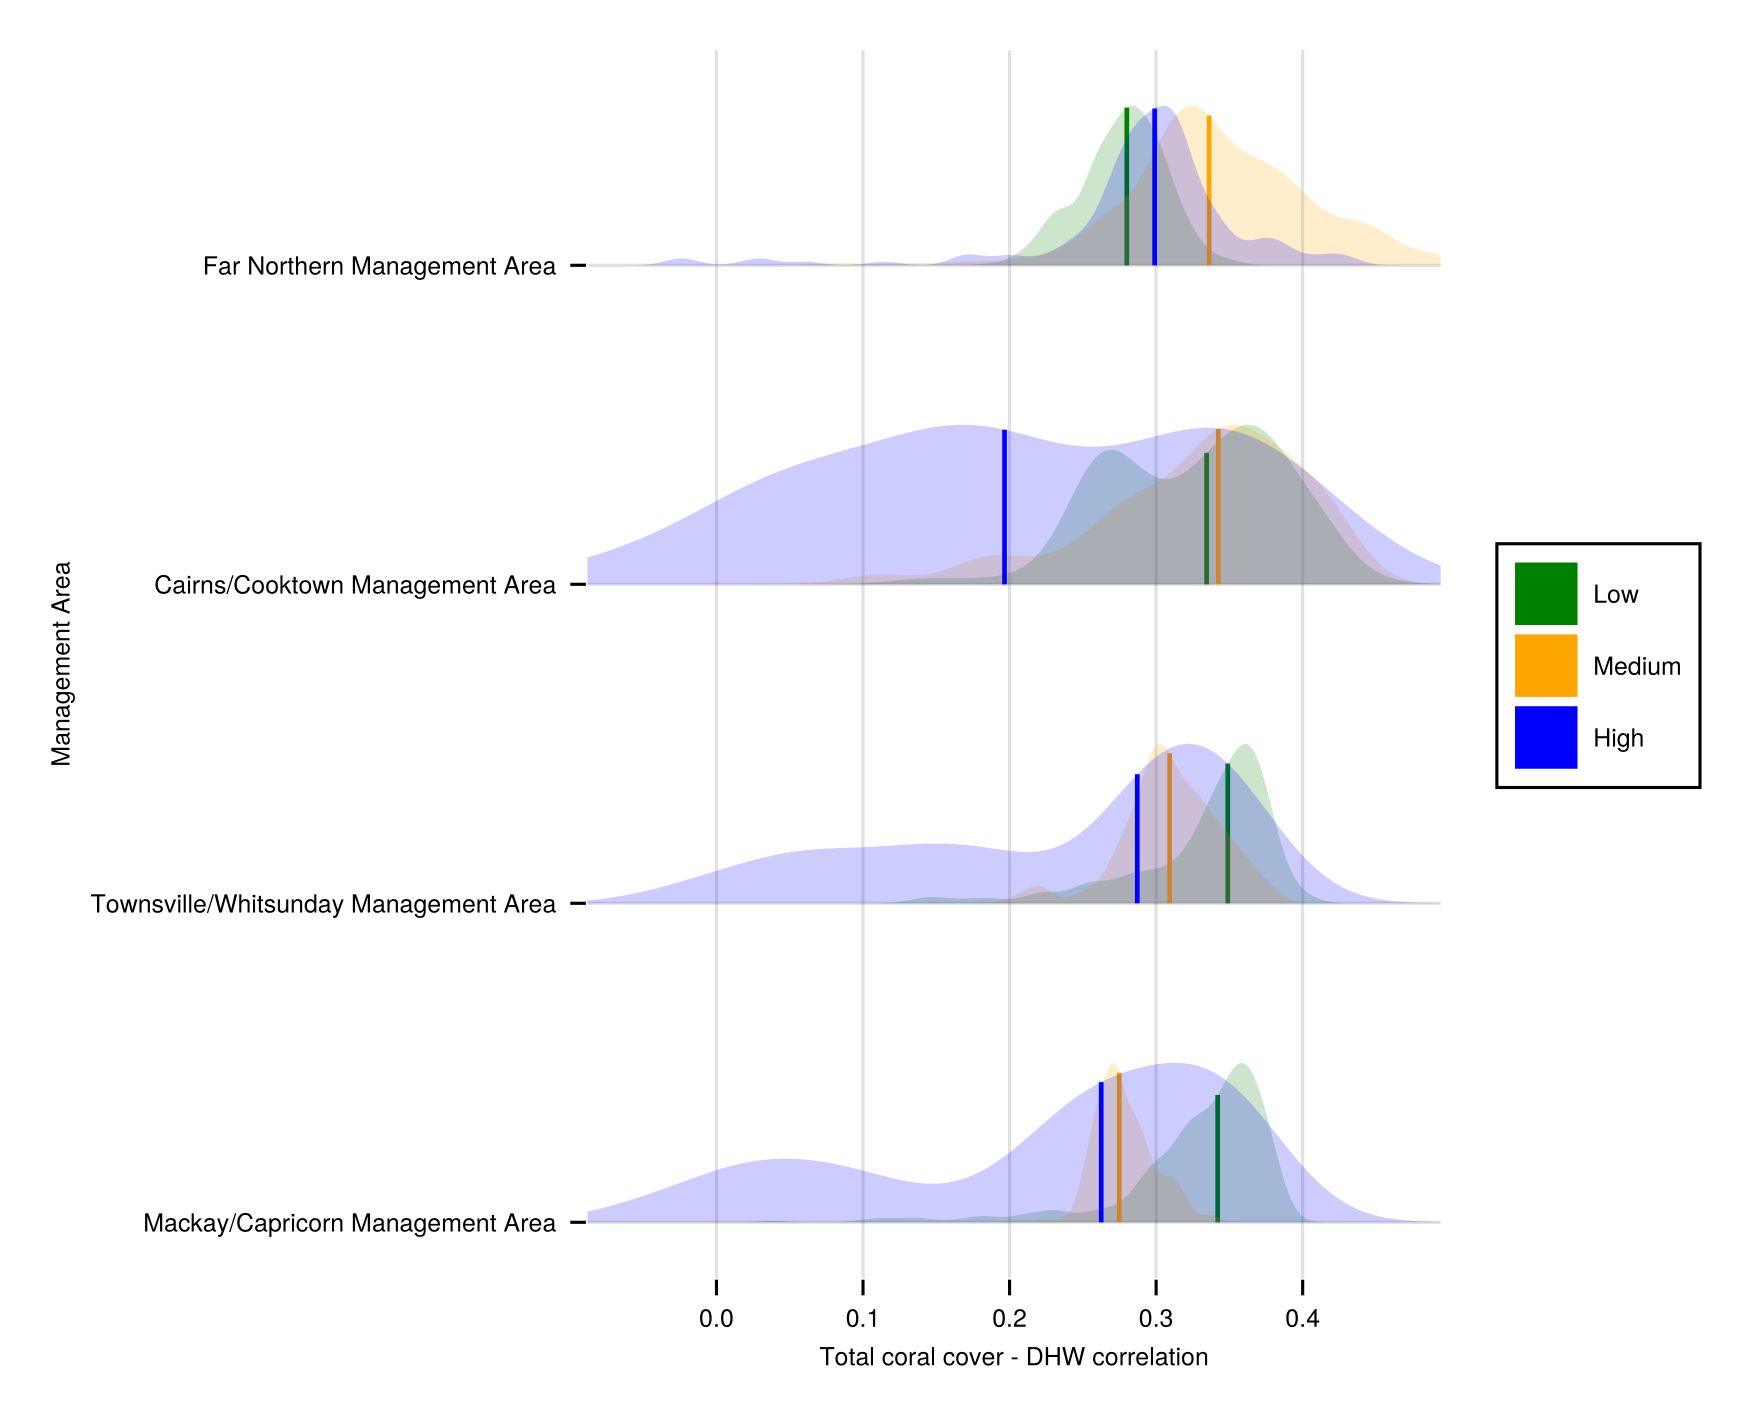 Far Northern Management Area
Cairns/Cooktown Management Area
Townsville/Whitsunday Management Area
Mackay/Capricorn Management Area
Management Area
0.0 0.1 0.2 0.3 0.4
Total coral cover - DHW correlation
Low
Medium
High